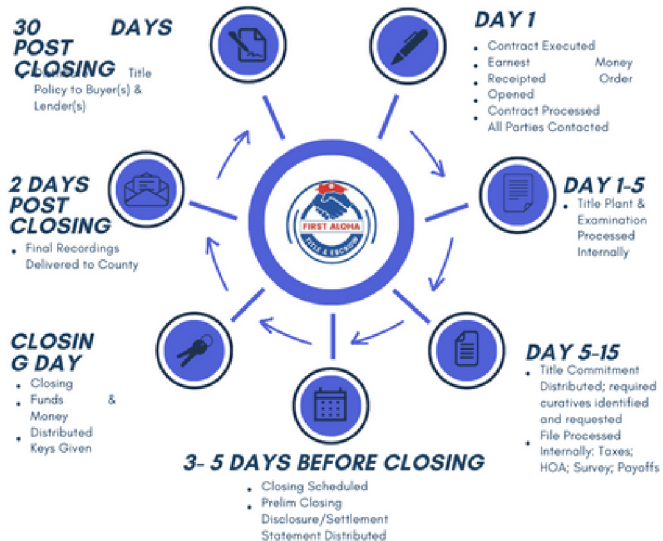 DAY 1
Contract Executed
Earnest Money
Receipted Order
Opened
Contract Processed
All Parties Contacted
DAY 1-5
Title Plant &
Examination
Processed
Internally
DAY 5-15
Title Commitment
Distributed; required
curatives identified
and requested
File Processed
Internally: Taxes;
HOA; Survey; Payoffs
3- 5 DAYS BEFORE CLOSING
Closing Scheduled
Prelim Closing
Disclosure/Settlement
Statement Distributed
CLOSIN
G DAY
Closing
Funds &
Money
Distributed
Keys Given
2 DAYS
POST
CLOSING
Final Recordings
Delivered to County
30 DAYS
POST
CLOSING
Title
Policy to Buyer(s) &
Lender(s)
FIRST ALOHA
TITLE & ESCROW